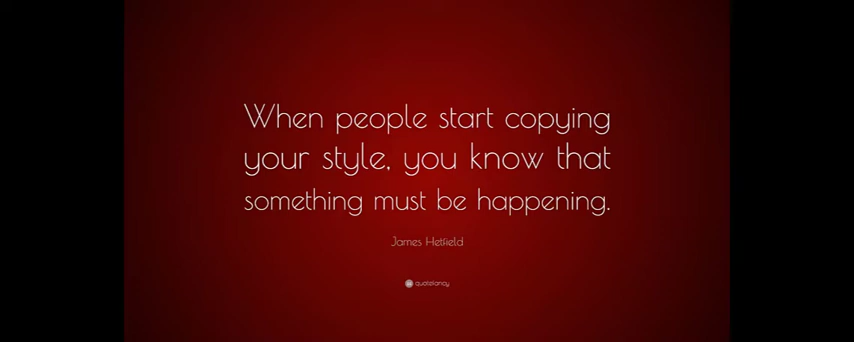 When people start copying
your style, you know that
something must be happening.
James Hetfield
quotefancy